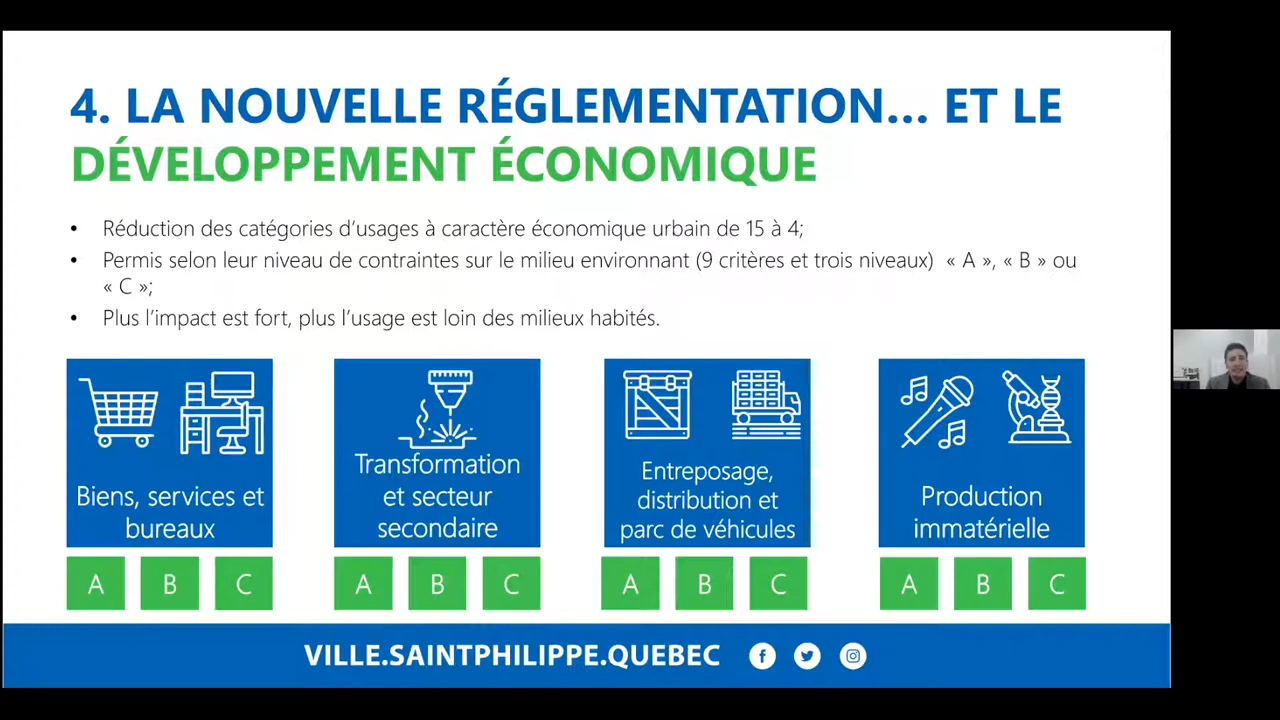 4. LA NOUVELLE RÉGLEMENTATION... ET LE
DÉVELOPPEMENT ÉCONOMIQUE
• Réduction des catégories d'usages à caractère économique urbain de 15 à 4;
• Permis selon leur niveau de contraintes sur le milieu environnant (9 critères et trois niveaux) « A », « B » ou
« C »;
• Plus l'impact est fort, plus l'usage est loin des milieux habités.
Biens, services et
bureaux
A B C
Transformation
et secteur
secondaire
A B C
Entreposage,
distribution et
parc de véhicules
A B C
Production
immatérielle
A B C
VILLE.SAINTPHILIPPE.QUEBEC